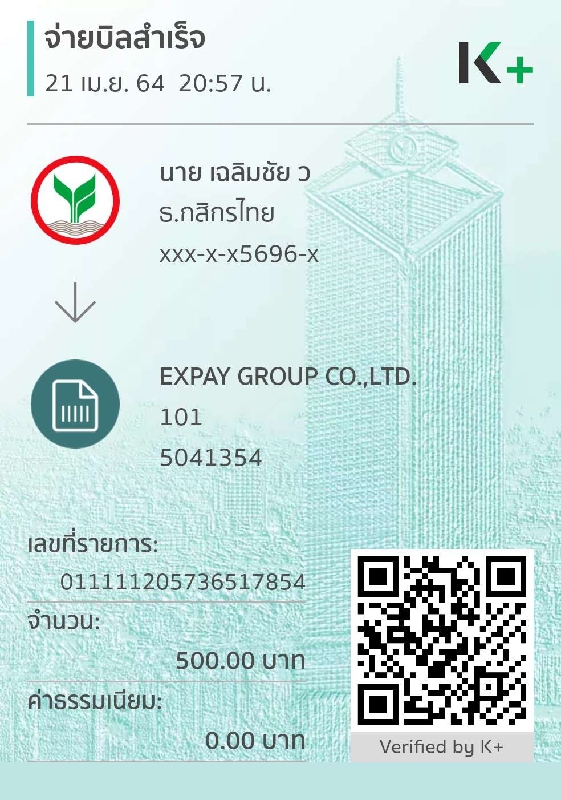 จ่ายบิลสำเร็จ
21 เม.ย. 64 20:57 น.
K+
นาย เฉลิมชัย ว
ธ.กสิกรไทย
xxx-x-x5696-x
EXPAY GROUP CO.,LTD.
101
5041354
เลขที่รายการ:
011111205736517854
จำนวน:
500.00 บาท
ค่าธรรมเนียม:
0.00 บาท
Verified by K+